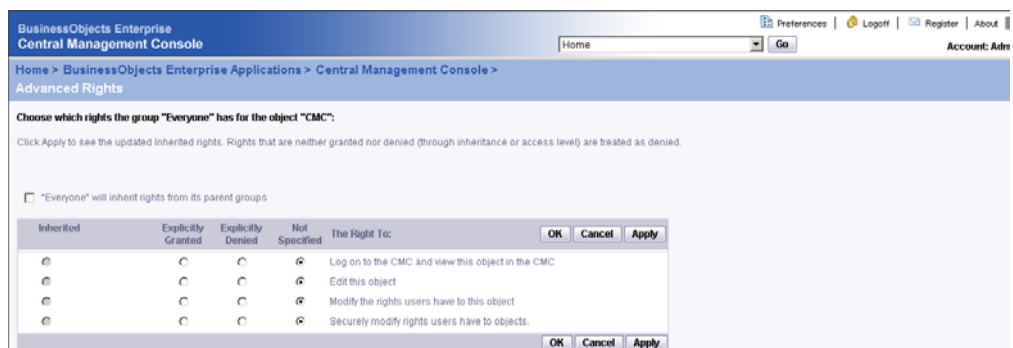 BusinessObjects Enterprise
Central Management Console
Preferences | Logoff | Register | About
Home
Go
Account: Adm
Home > BusinessObjects Enterprise Applications > Central Management Console >
Advanced Rights
Choose which rights the group "Everyone" has for the object "CMC":
Click Apply to see the updated Inherited rights. Rights that are neither granted nor denied (through inheritance or access level) are treated as denied.
"Everyone" will inherit rights from its parent groups
Inherited Explicitly Granted Explicitly Denied Not Specified The Right To: OK Cancel Apply
Log on to the CMC and view this object in the CMC
Edit this object
Modify the rights users have to this object
Securely modify rights users have to objects.
OK Cancel Apply